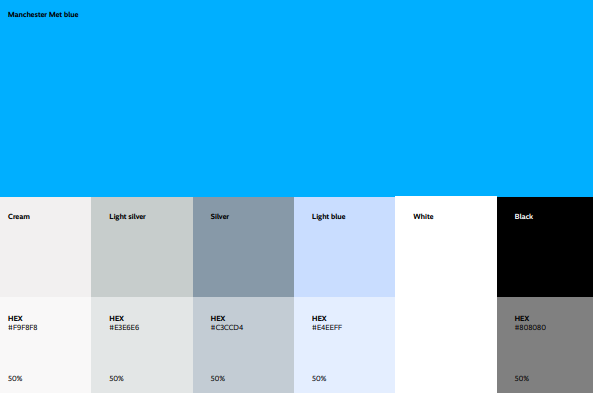 Manchester Met blue
Cream
Light silver
Silver
Light blue
White
Black
HEX
#F9F8F8
HEX
#E3E6E6
HEX
#C3CCD4
HEX
#E4EEFF
HEX
#808080
50%
50%
50%
50%
50%